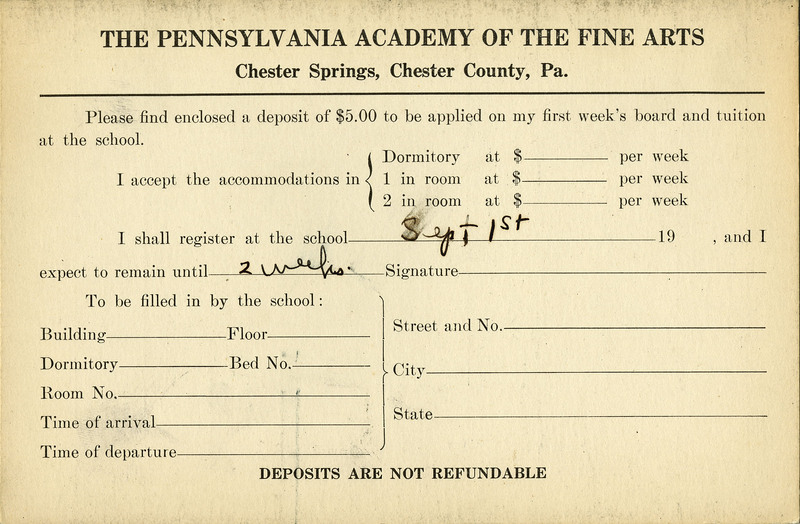 THE PENNSYLVANIA ACADEMY OF THE FINE ARTS
Chester Springs, Chester County, Pa.
Please find enclosed a deposit of $5.00 to be applied on my first week's board and tuition
at the school.
I accept the accommodations in
Dormitory at $ per week
1 in room at $ per week
2 in room at $ per week
I shall register at the school Sept 1st 19 , and I
expect to remain until 2 weeks. Signature
To be filled in by the school:
Building Floor
Dormitory Bed No.
Room No.
Time of arrival
Time of departure
Street and No.
City
State
DEPOSITS ARE NOT REFUNDABLE